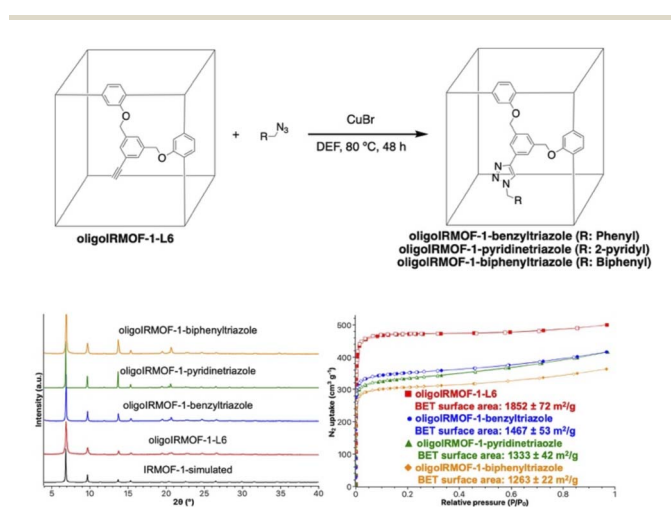 O
O
R
N3
+
CuBr
DEF, 80 ºC, 48 h
O
O
N
N
N
R
oligoIRMOF-1-L6
oligoIRMOF-1-benzyltriazole (R: Phenyl)
oligoIRMOF-1-pyridinetriazole (R: 2-pyridyl)
oligoIRMOF-1-biphenyltriazole (R: Biphenyl)
Intensity (a.u.)
oligoIRMOF-1-biphenyltriazole
oligoIRMOF-1-pyridinetriazole
oligoIRMOF-1-benzyltriazole
oligoIRMOF-1-L6
IRMOF-1-simulated
5 10 15 20 25 30 35 40
2θ (°)
N₂ uptake (cm³ g⁻¹)
500
400
300
200
100
0
oligoIRMOF-1-L6
BET surface area: 1852 ± 72 m²/g
oligoIRMOF-1-benzyltriazole
BET surface area: 1467 ± 53 m²/g
oligoIRMOF-1-pyridinetriaozle
BET surface area: 1333 ± 42 m²/g
oligoIRMOF-1-biphenyltriazole
BET surface area: 1263 ± 22 m²/g
0 0.2 0.4 0.6 0.8 1
Relative pressure (P/P₀)